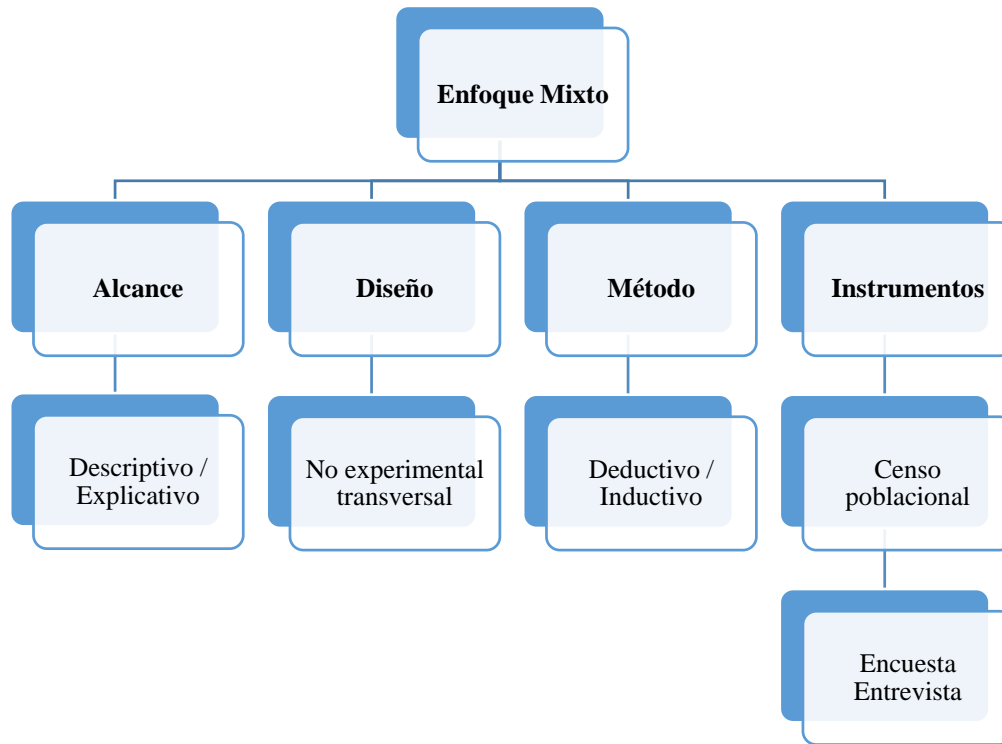 Enfoque Mixto
Alcance
Diseño
Método
Instrumentos
Descriptivo /
Explicativo
No experimental
transversal
Deductivo /
Inductivo
Censo
poblacional
Encuesta
Entrevista